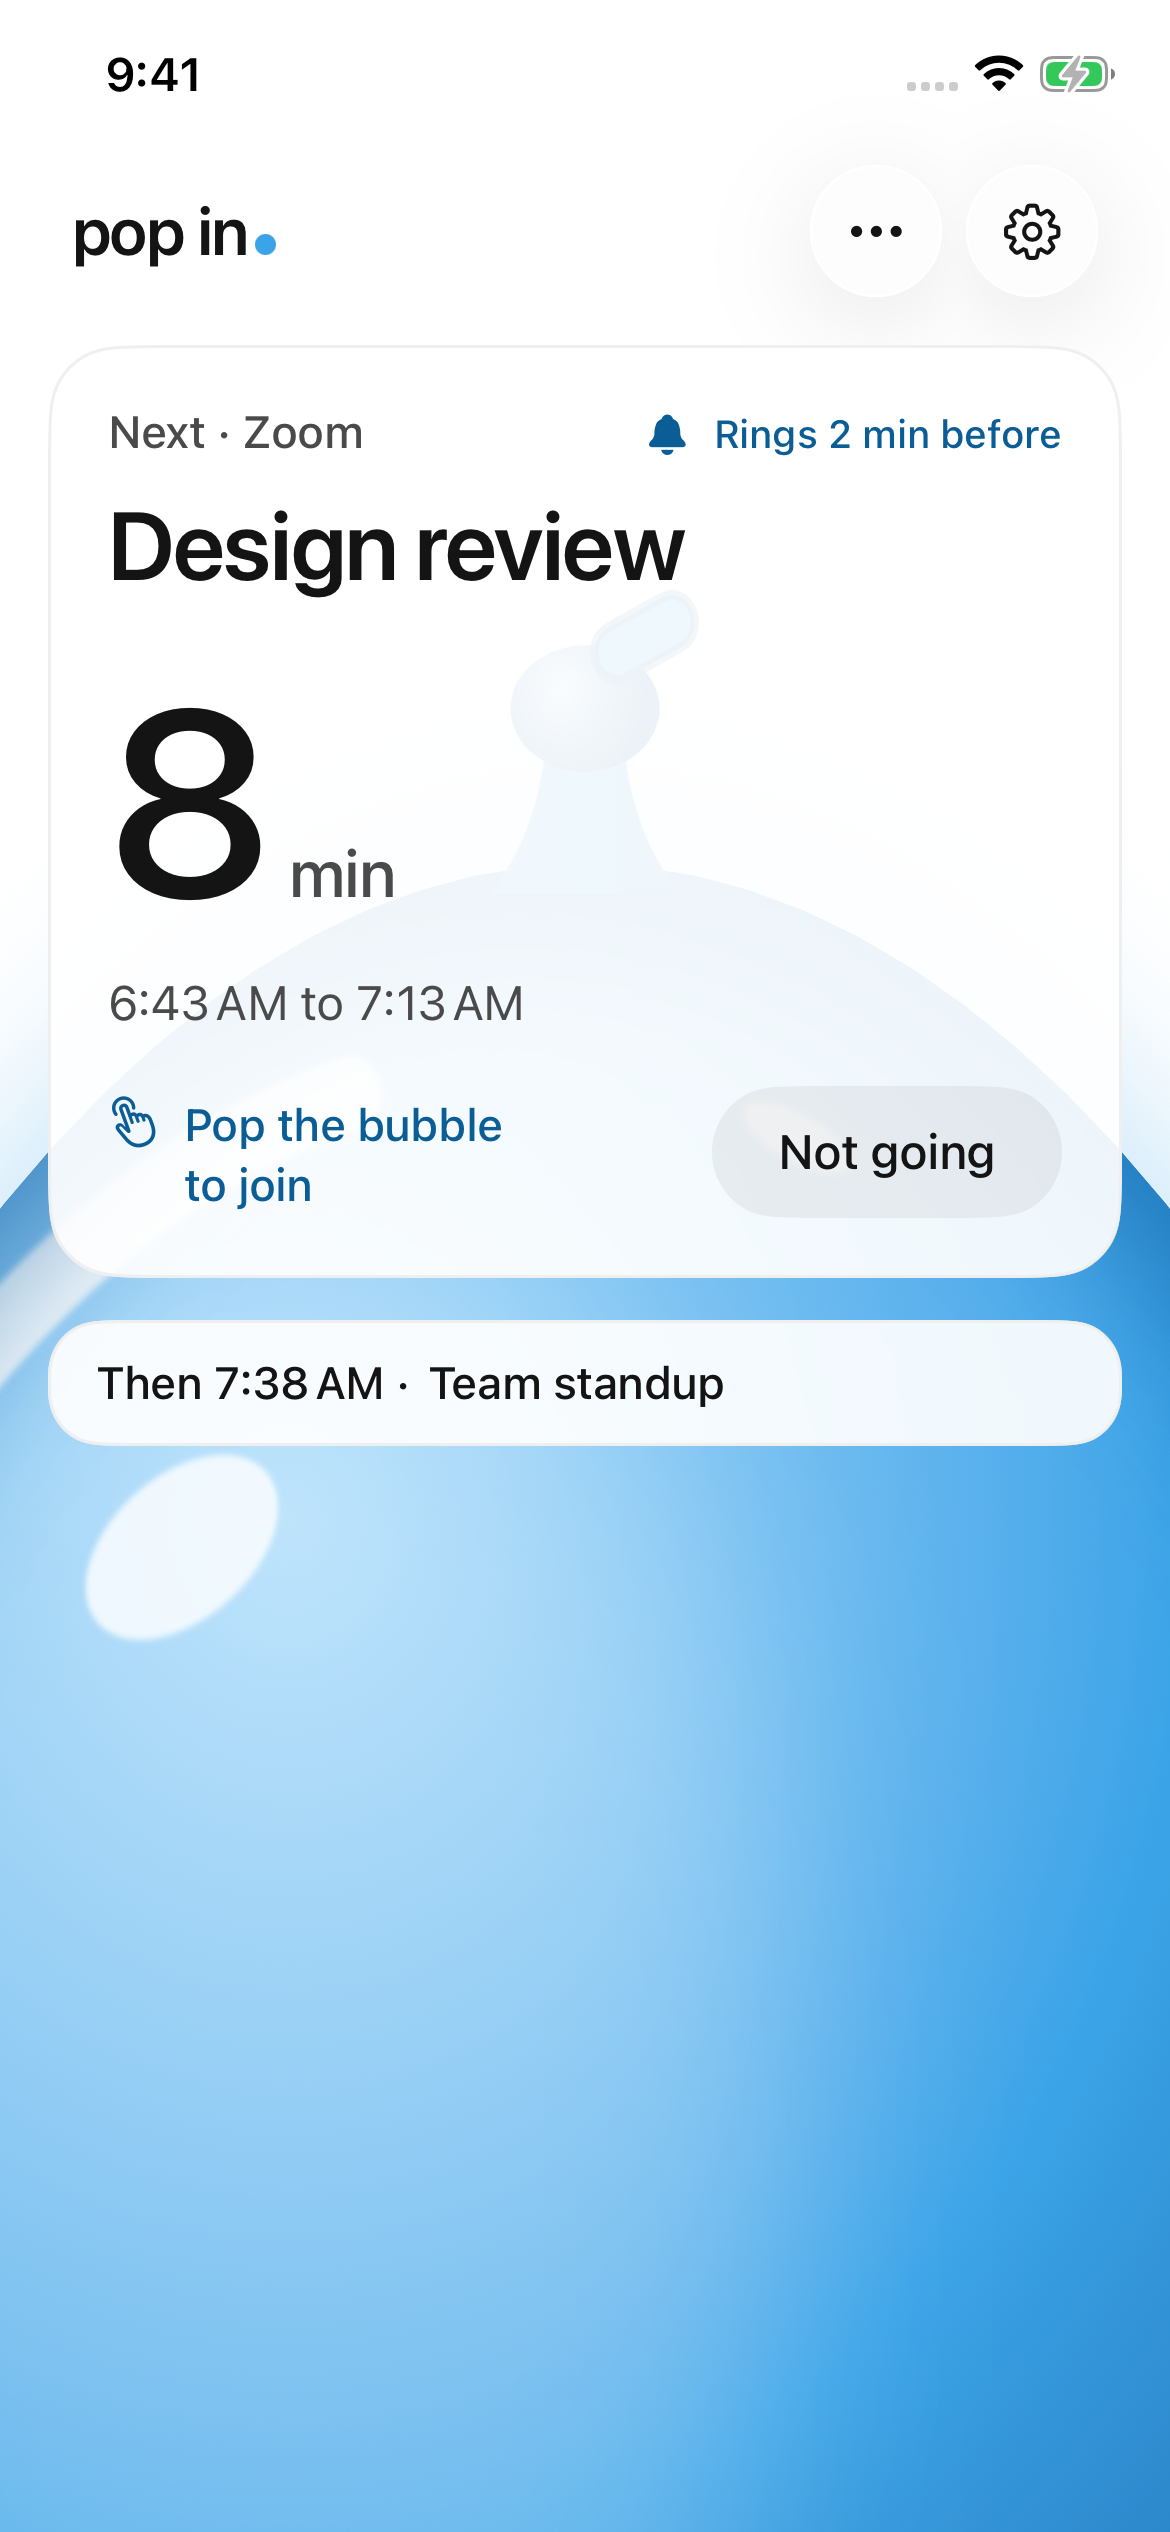 9:41
pop in
Next · Zoom
Rings 2 min before
Design review
8 min
6:43 AM to 7:13 AM
Pop the bubble
to join
Not going
Then 7:38 AM · Team standup